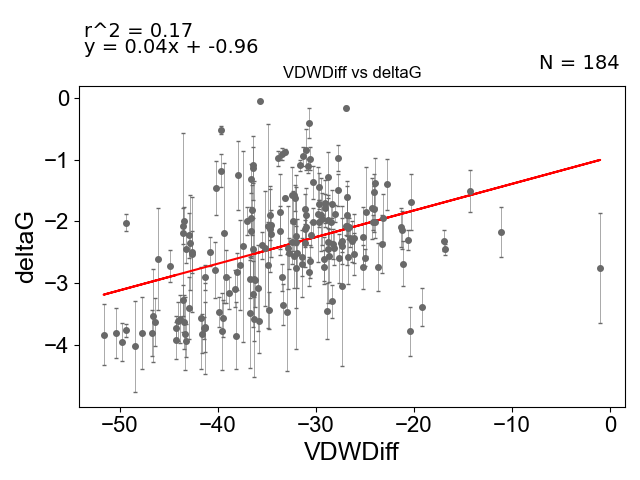 r^2 = 0.17
y = 0.04x + -0.96
N = 184
VDWDiff vs deltaG
0
−1
−2
−3
−4
deltaG
−50
−40
−30
−20
−10
0
VDWDiff